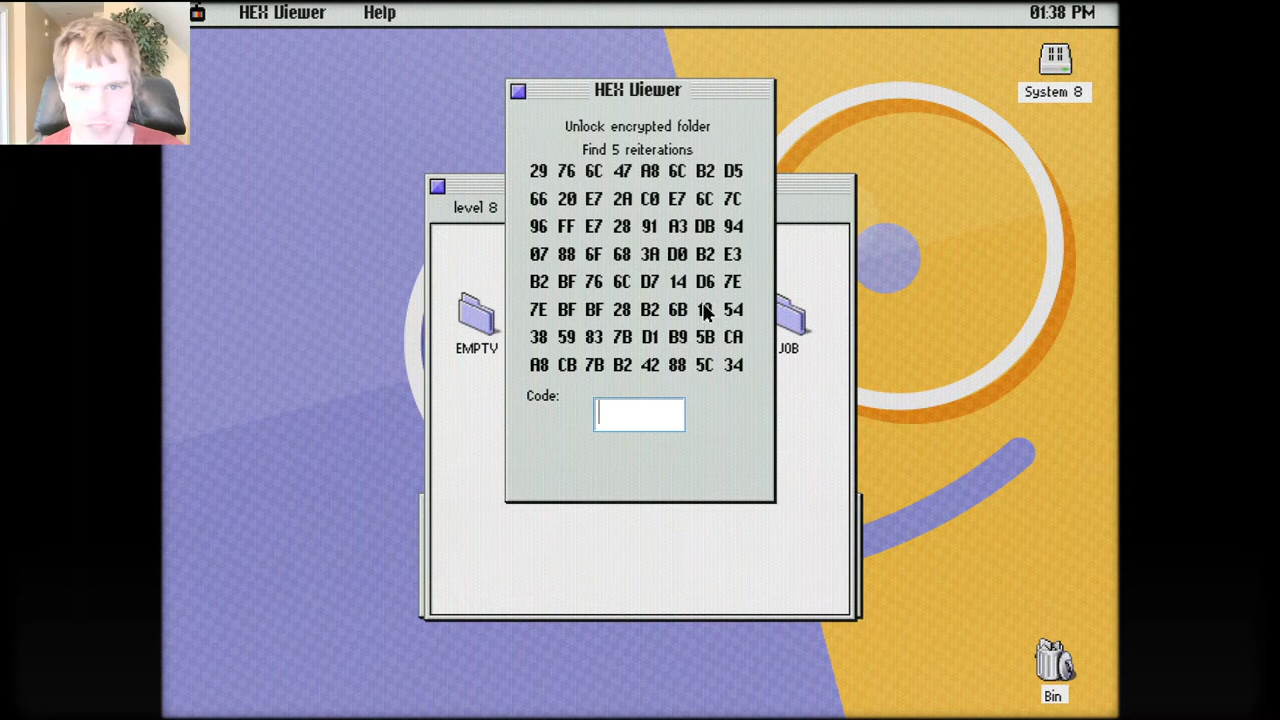 HEX Viewer Help 01:38 PM
System 8
HEX Viewer
Unlock encrypted folder
Find 5 reiterations
29 76 6C 47 A8 6C B2 D5
66 20 E7 2A C0 E7 6C 7C
96 FF E7 28 91 A3 DB 94
07 88 6F 68 3A D0 B2 E3
B2 BF 76 6C D7 14 D6 7E
7E BF BF 28 B2 6B 54
38 59 83 7B D1 B9 5B CA
A8 CB 7B B2 42 88 5C 34
Code:
level 8
EMPTY
JOB
Bin